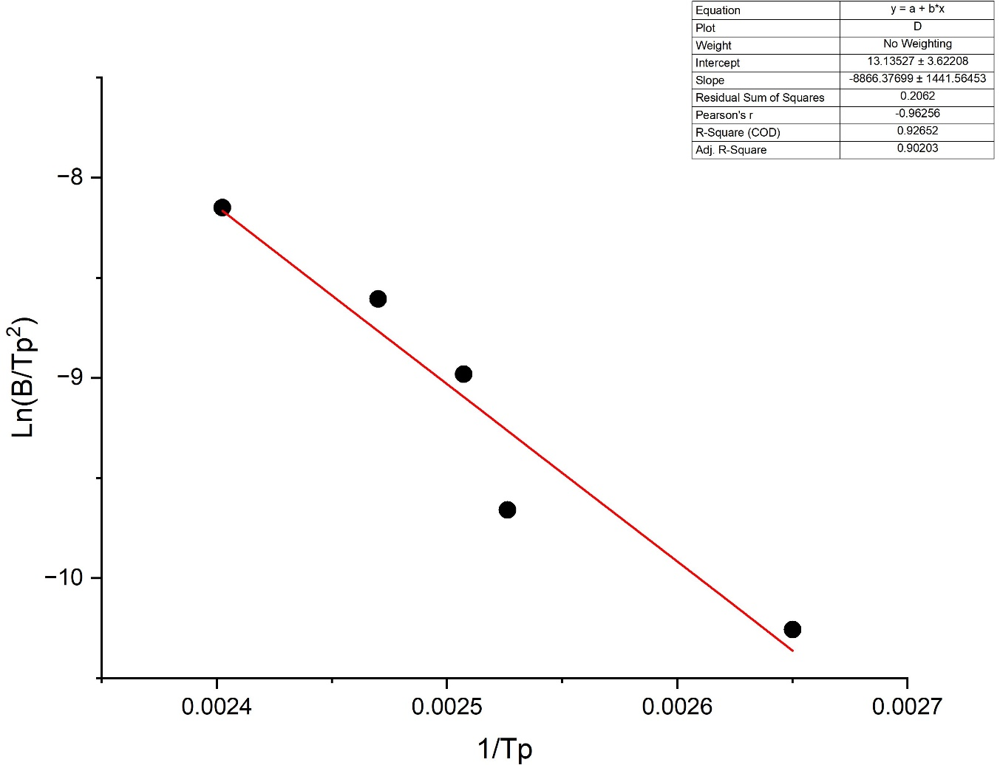 Equation y = a + b*x
Plot D
Weight No Weighting
Intercept 13.13527 ± 3.62208
Slope -8866.37699 ± 1441.56453
Residual Sum of Squares 0.2062
Pearson's r -0.96256
R-Square (COD) 0.92652
Adj. R-Square 0.90203
−8
−9
−10
Ln(B/Tp²)
0.0024 0.0025 0.0026 0.0027
1/Tp